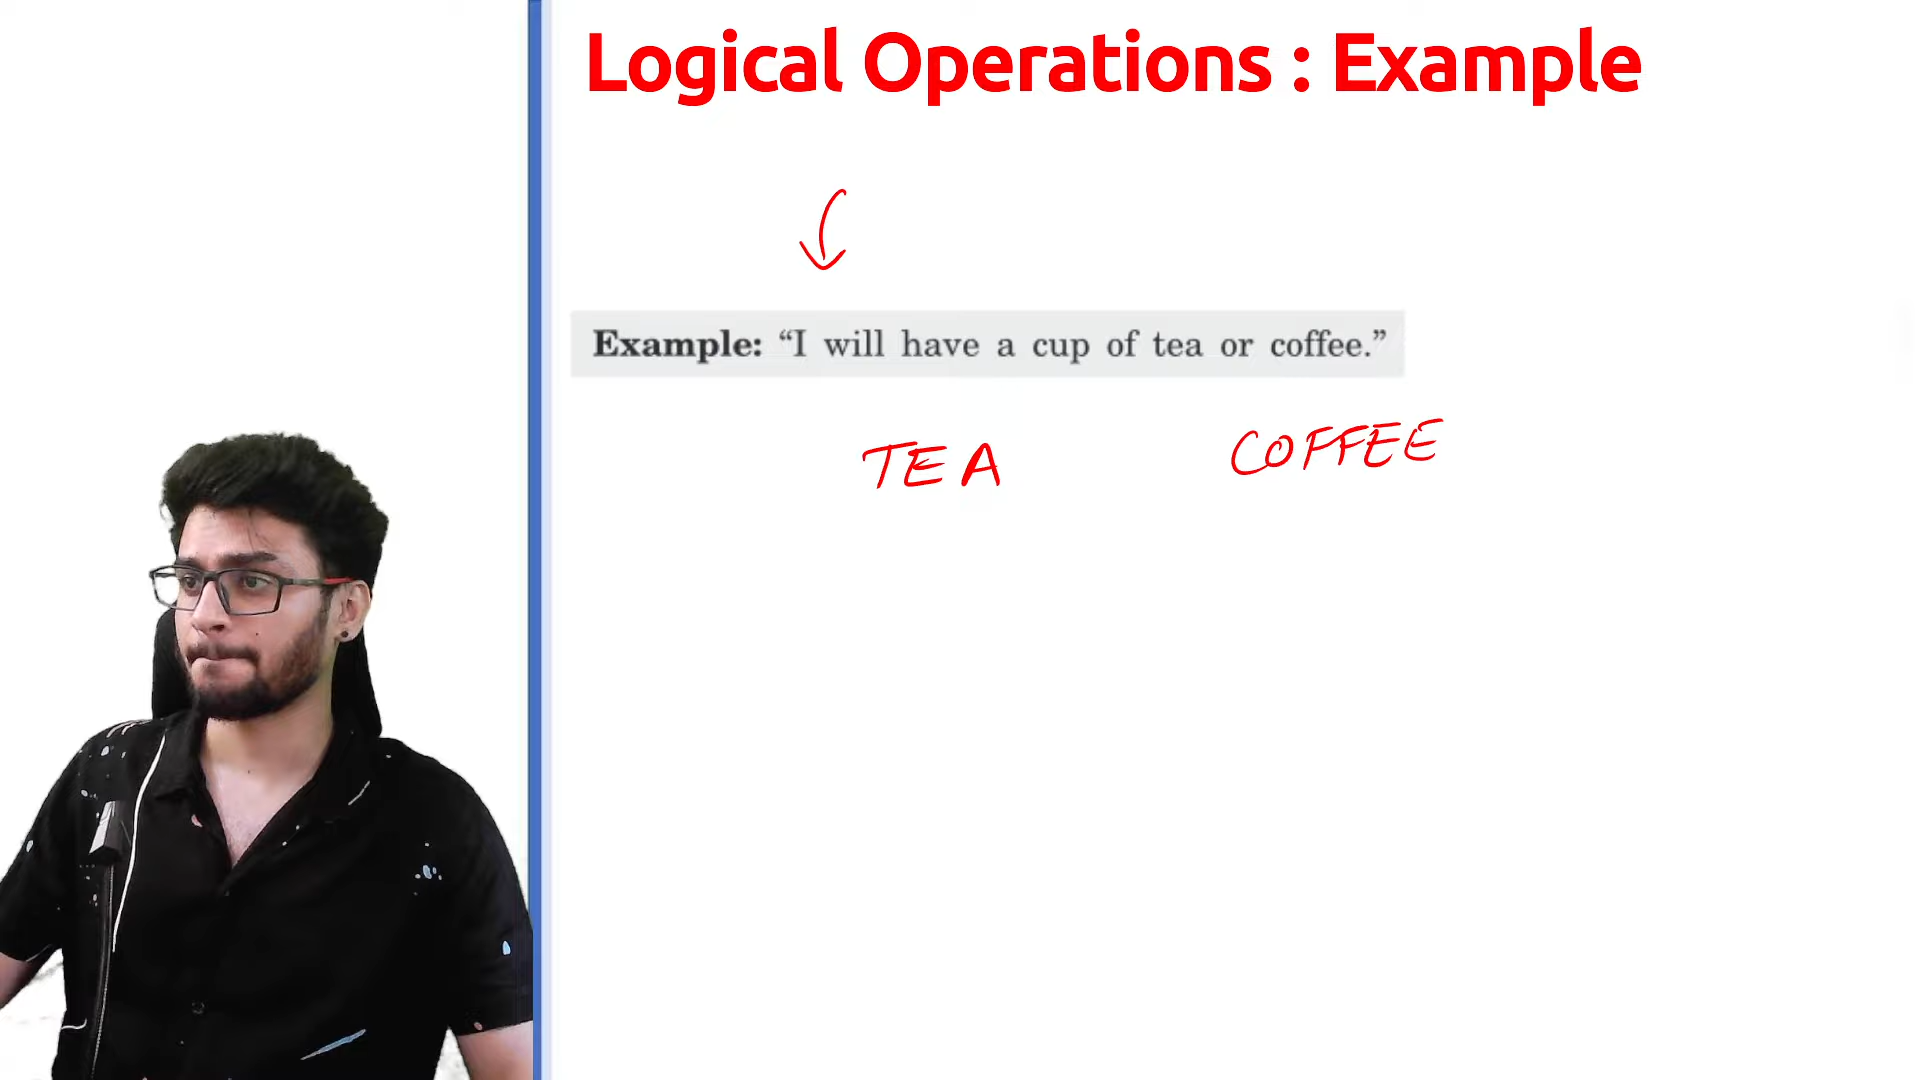 Logical Operations : Example
Example: “I will have a cup of tea or coffee.”
TEA COFFEE